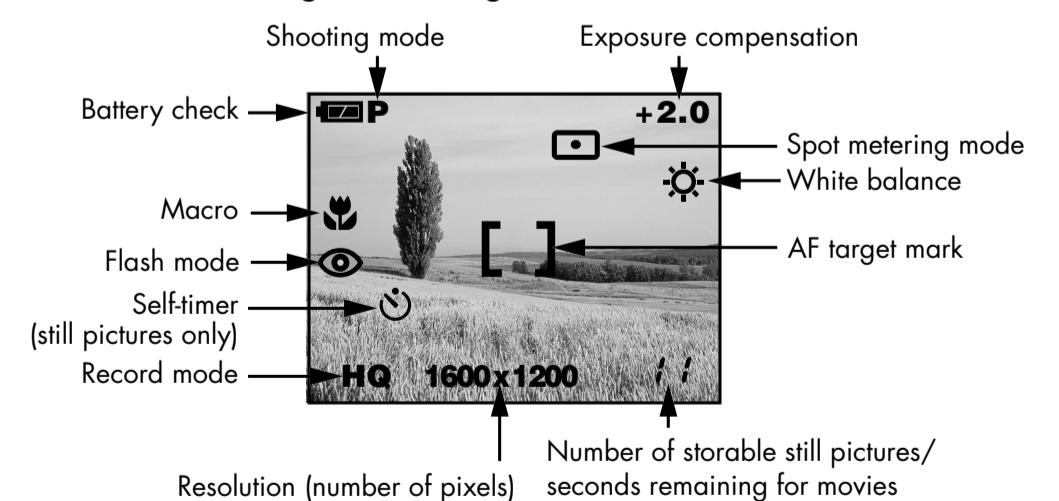 Shooting mode
Exposure compensation
Battery check
P
+2.0
Spot metering mode
White balance
Macro
AF target mark
Flash mode
Self-timer
(still pictures only)
Record mode
HQ
1600x1200
11
Number of storable still pictures/
seconds remaining for movies
Resolution (number of pixels)